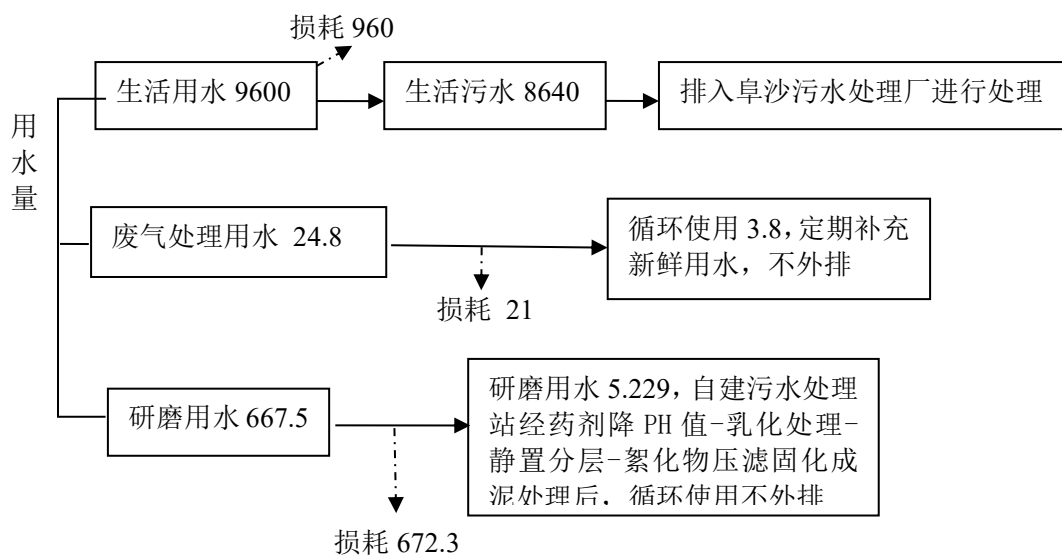 损耗 960
生活用水 9600
生活污水 8640
排入阜沙污水处理厂进行处理
用
水
量
废气处理用水 24.8
循环使用 3.8，定期补充
新鲜用水，不外排
损耗 21
研磨用水 667.5
研磨用水 5.229，自建污水处理
站经药剂降 PH 值-乳化处理-
静置分层-絮化物压滤固化成
泥处理后，循环使用不外排
损耗 672.3